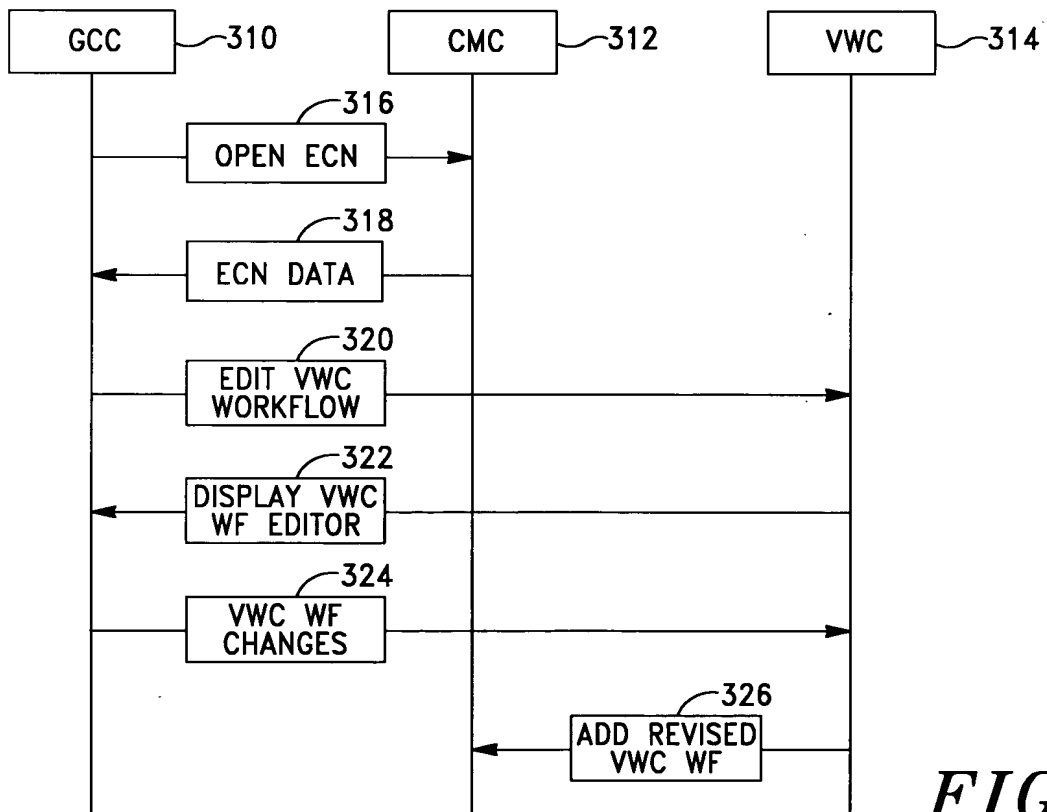 GCC 310 CMC 312 VWC 314
316
OPEN ECN
318
ECN DATA
320
EDIT VWC
WORKFLOW
322
DISPLAY VWC
WF EDITOR
324
VWC WF
CHANGES
326
ADD REVISED
VWC WF
FIG